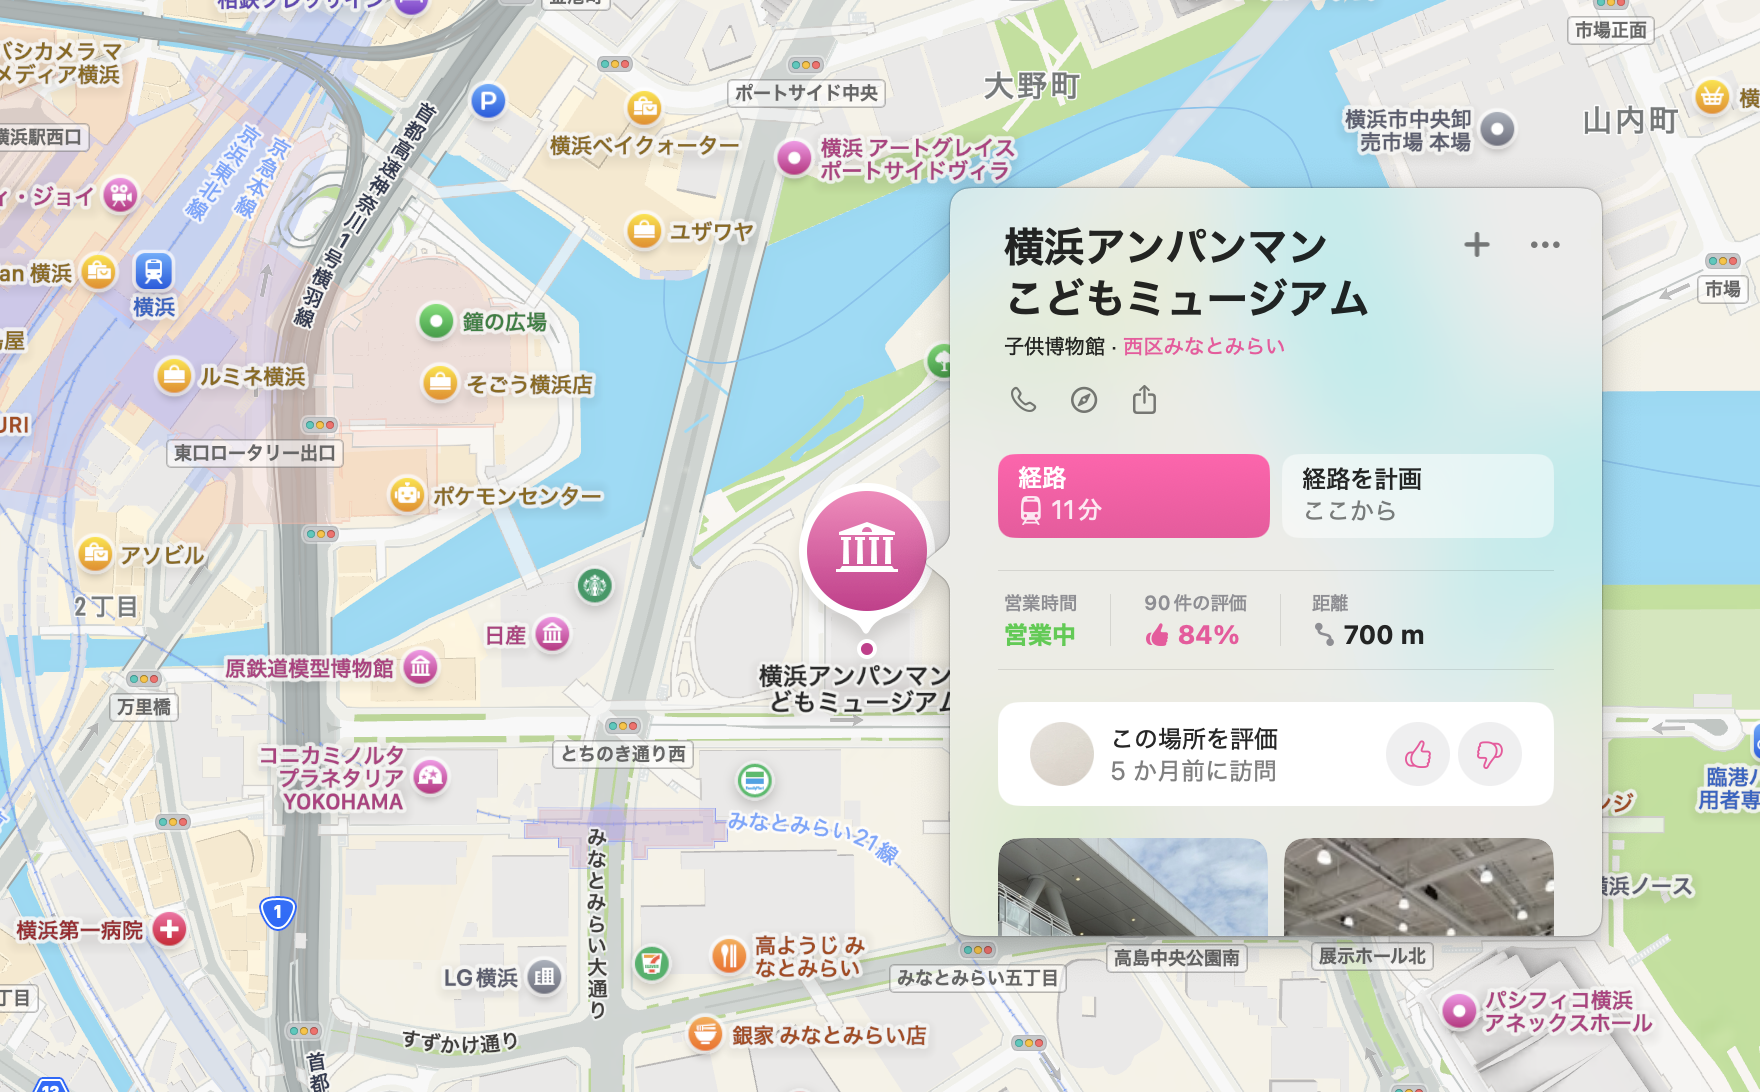 大野町
山内町
市場正面
ポートサイド中央
横浜ベイクォーター
横浜 アートグレイス
ポートサイドヴィラ
横浜市中央卸
売市場 本場
市場
バシカメラ マ
メディア横浜
横浜駅西口
京急本線
京浜東北線
首都高速神奈川1号横羽線
ィ・ジョイ
an 横浜
横浜
ユザワヤ
鐘の広場
ルミネ横浜
そごう横浜店
URI
東口ロータリー出口
ポケモンセンター
アソビル
2丁目
日産
原鉄道模型博物館
万里橋
横浜アンパンマン
どもミュージアム
とちのき通り西
コニカミノルタ
プラネタリア
YOKOHAMA
みなとみらい21線
みなとみらい大通り
横浜第一病院
1
LG横浜
高ようじ み
なとみらい
みなとみらい五丁目
高島中央公園南
展示ホール北
銀家 みなとみらい店
すずかけ通り
首都
丁目
パシフィコ横浜
アネックスホール
横浜ノース
臨港パ
用者専
P
横浜アンパンマン
こどもミュージアム
子供博物館 · 西区みなとみらい
経路
11分
経路を計画
ここから
営業時間
営業中
90件の評価
84%
距離
700 m
この場所を評価
5 か月前に訪問